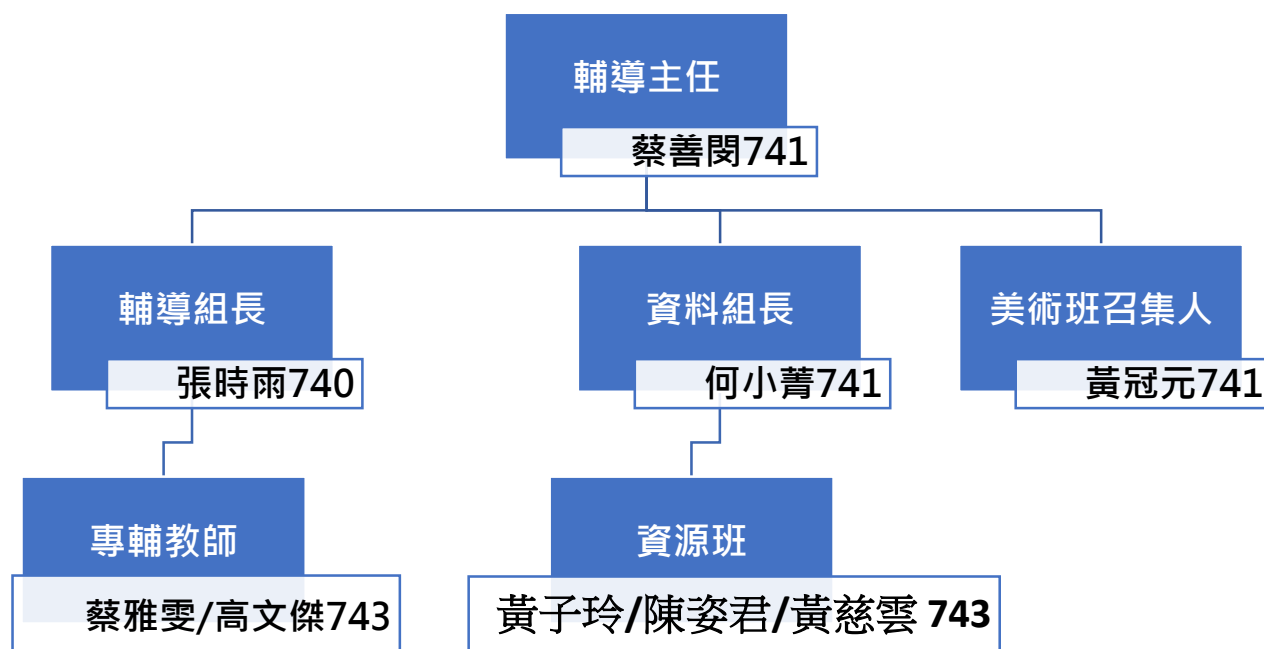 輔導主任
蔡善閔741
輔導組長
張時雨740
資料組長
何小菁741
美術班召集人
黃冠元741
專輔教師
蔡雅雯/高文傑743
資源班
黃子玲/陳姿君/黃慈雲 743